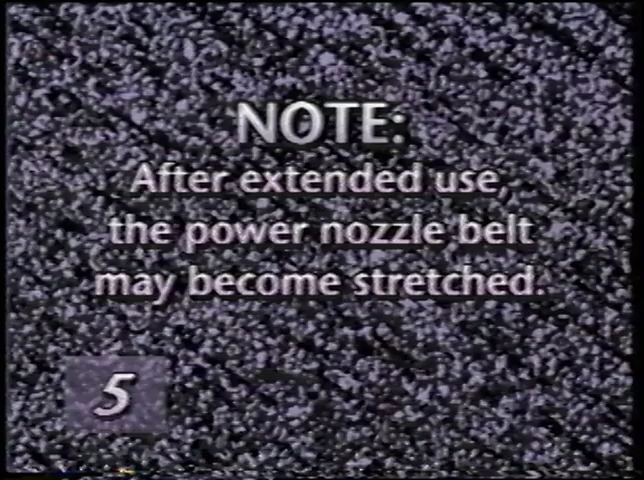 NOTE:
After extended use,
the power nozzle belt
may become stretched.
5